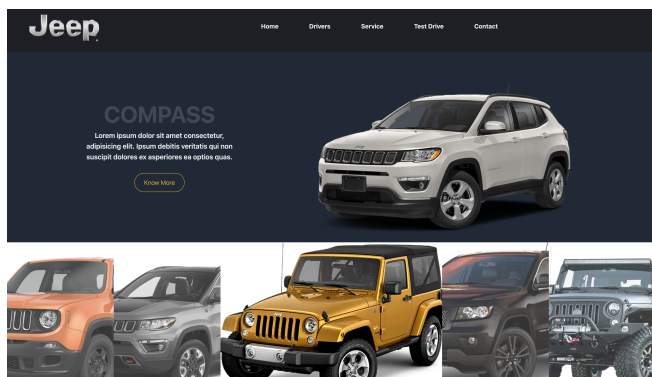 Jeep
Home Drivers Service Test Drive Contact
COMPASS
Lorem ipsum dolor sit amet consectetur,
adipisicing elit. Ipsum debitis veritatis qui non
suscipit dolores ex asperiores ea optios quas.
Know More